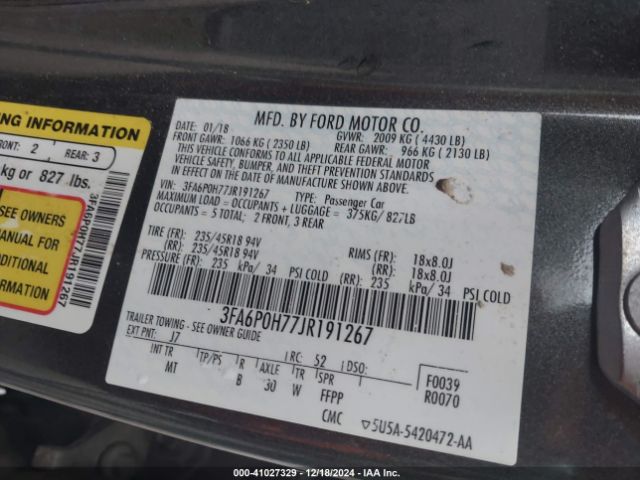 ING INFORMATION
RONT: 2 REAR: 3
kg or 827 lbs.
SEE OWNERS
MANUAL FOR
ADDITIONAL
FORMATION
3FA6P0H77JR191267
MFD. BY FORD MOTOR CO.
DATE: 01/18 GVWR: 2009 KG ( 4430 LB)
FRONT GAWR: 1066 KG ( 2350 LB) REAR GAWR: 966 KG ( 2130 LB)
THIS VEHICLE CONFORMS TO ALL APPLICABLE FEDERAL MOTOR
VEHICLE SAFETY, BUMPER, AND THEFT PREVENTION STANDARDS
IN EFFECT ON THE DATE OF MANUFACTURE SHOWN ABOVE.
VIN: 3FA6P0H77JR191267 TYPE: Passenger Car
MAXIMUM LOAD = OCCUPANTS + LUGGAGE = 375KG/ 827LB
OCCUPANTS = 5 TOTAL; 2 FRONT, 3 REAR
TIRE (FR): 235/45R18 94V RIMS (FR): 18x8.0J
(RR): 235/45R18 94V (RR): 18x8.0J
PRESSURE (FR): 235 kPa/ 34 PSI COLD (RR): 235 kPa/ 34 PSI COLD
3FA6P0H77JR191267
TRAILER TOWING - SEE OWNER GUIDE
EXT PNT: J7 RC: 52 DSO:
INT TR TP/PS R AXLE TR SPR
MT B 30 W FFPP
CMC
F0039
R0070
▽5U5A-5420472-AA
000-41027329 - 12/18/2024 - IAA Inc.